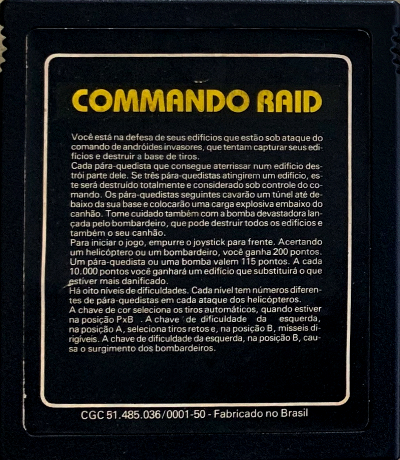 COMMANDO RAID
Você está na defesa de seus edifícios que estão sob ataque do
comando de andróides invasores, que tentam capturar seus edi-
fícios e destruir a base de tiros.
Cada pára-quedista que consegue aterrissar num edifício des-
trói parte dele. Se três pára-quedistas atingirem um edifício, es-
te será destruído totalmente e considerado sob controle do co-
mando. Os pára-quedistas seguintes cavarão um túnel até de-
baixo da sua base e colocarão uma carga explosiva embaixo do
canhão. Tome cuidado também com a bomba devastadora lan-
çada pelo bombardeiro, que pode destruir todos os edifícios e
também o seu canhão.
Para iniciar o jogo, empurre o joystick para frente. Acertando
um helicóptero ou um bombardeiro, você ganha 200 pontos.
Um pára-quedista ou uma bomba valem 115 pontos. A cada
10.000 pontos você ganhará um edifício que substituirá o que
estiver mais danificado.
Há oito níveis de dificuldades. Cada nível tem números diferen-
tes de pára-quedistas em cada ataque dos helicópteros.
A chave de cor seleciona os tiros automáticos, quando estiver
na posição PxB . A chave de dificuldade da esquerda,
na posição A, seleciona tiros retos e, na posição B, mísseis di-
rigíveis. A chave de dificuldade da esquerda, na posição B, cau-
sa o surgimento dos bombardeiros.
CGC 51.485.036/0001-50 - Fabricado no Brasil